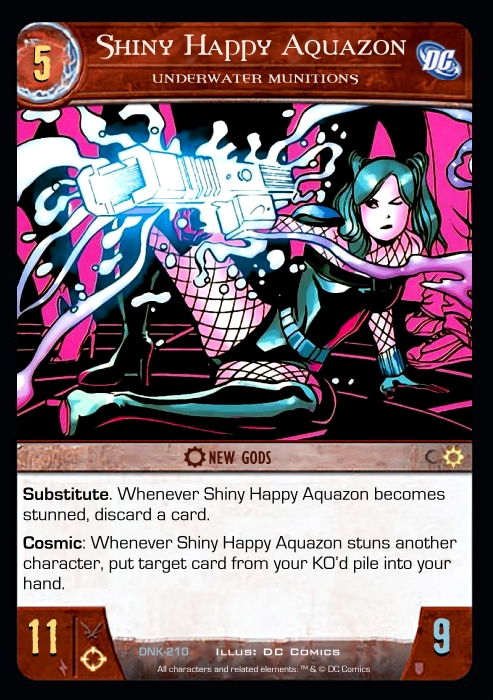 5
Shiny Happy Aquazon
DC
UNDERWATER MUNITIONS
NEW GODS
C
Substitute. Whenever Shiny Happy Aquazon becomes
stunned, discard a card.
Cosmic: Whenever Shiny Happy Aquazon stuns another
character, put target card from your KO'd pile into your
hand.
11
9
DNK-210 Illus: DC Comics
All characters and related elements: ™ & © DC Comics